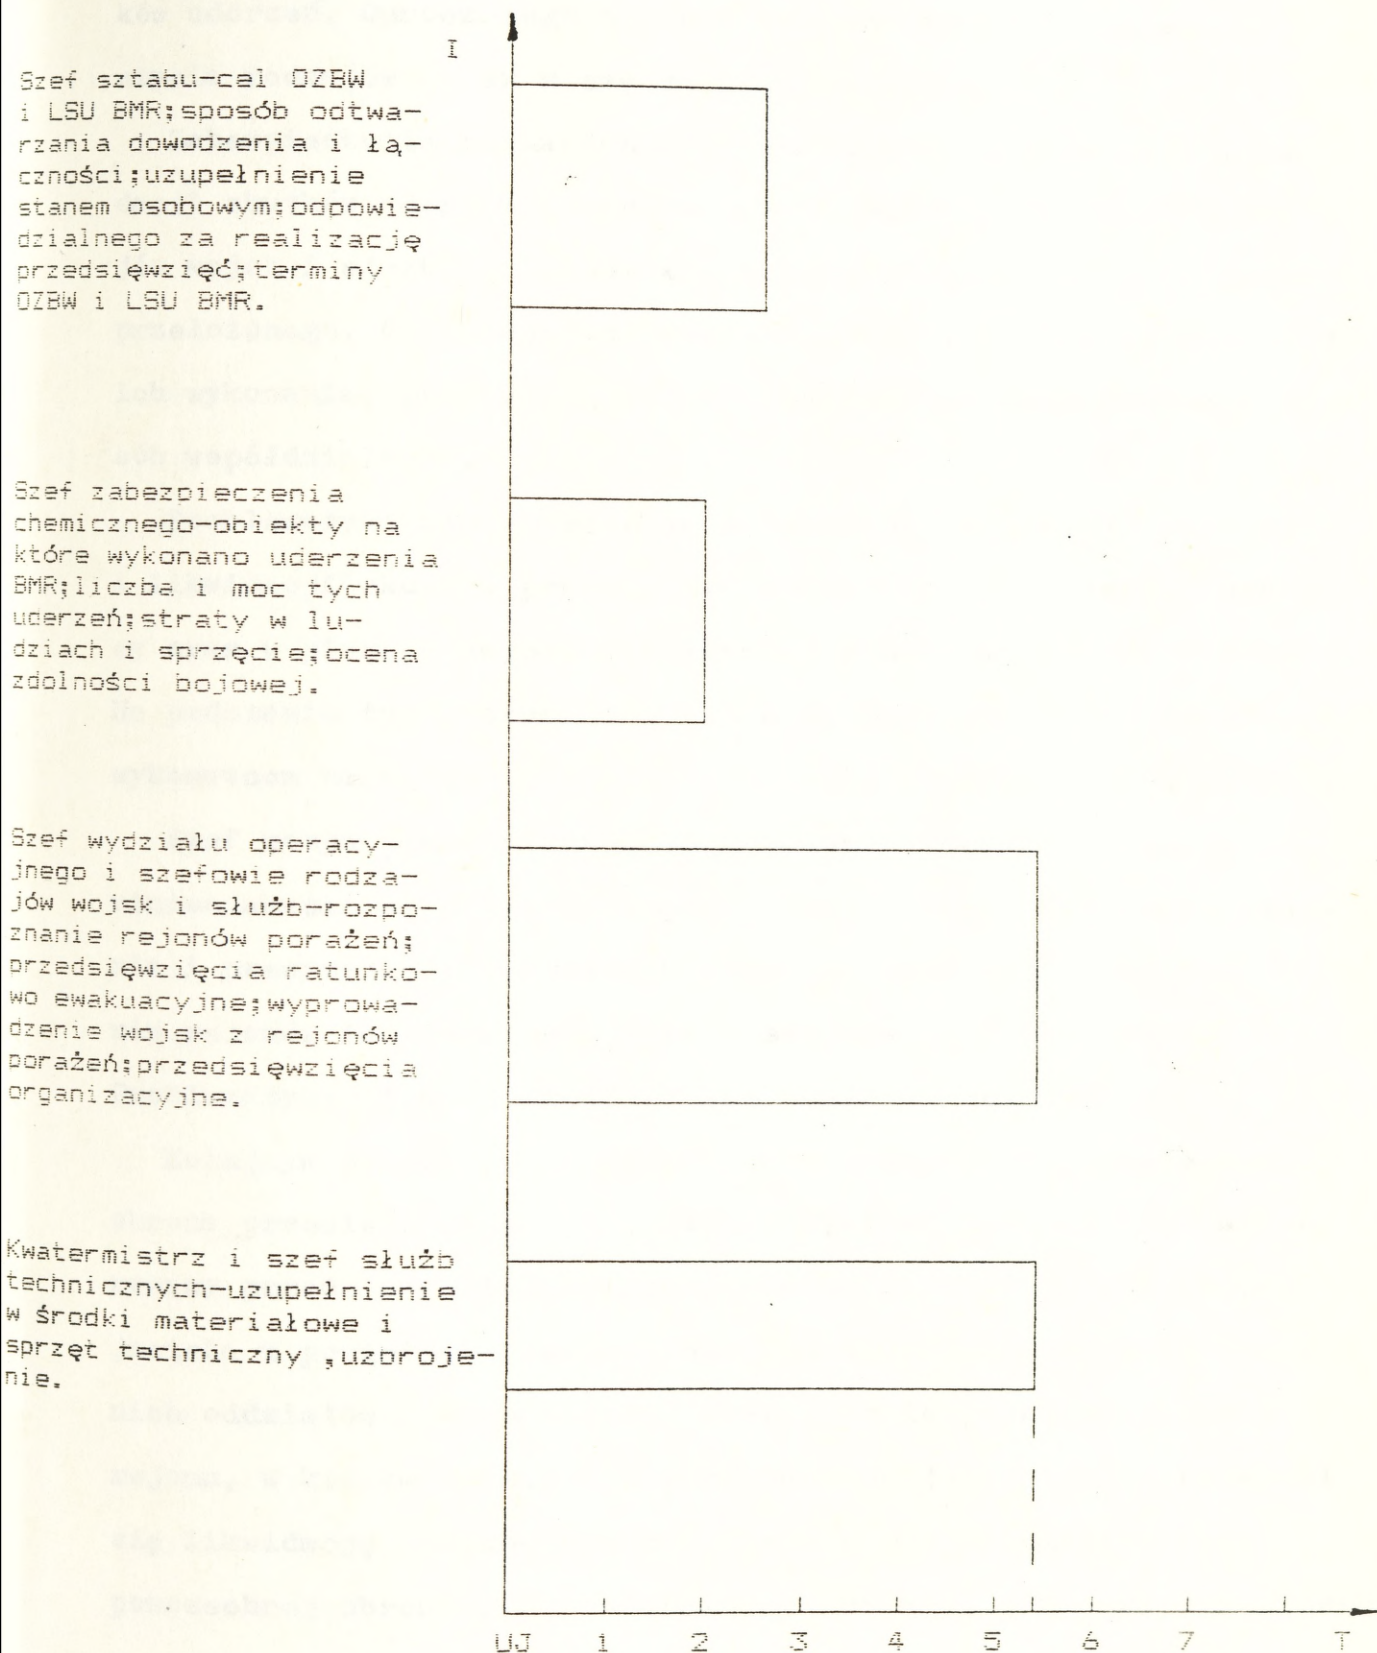 I
Szef sztabu-cel OZBW
i LSU BMR;sposób odtwa-
rzania dowodzenia i łą-
czności;uzupełnienie
stanem osobowym;odpowie-
dzialnego za realizację
przedsięwzięć;terminy
OZBW i LSU BMR.
Szef zabezpieczenia
chemicznego-obiekty na
które wykonano uderzenia
BMR;liczba i moc tych
uderzeń;straty w lu-
dziach i sprzęcie;ocena
zdolności bojowej.
Szef wydziału operacy-
jnego i szefowie rodza-
jów wojsk i służb-rozpo-
znanie rejonów porażeń;
przedsięwzięcia ratunko-
wo ewakuacyjne;wyprowa-
dzenie wojsk z rejonów
porażeń;przedsięwzięcia
organizacyjne.
Kwatermistrz i szef służb
technicznych-uzupełnienie
w środki materiałowe i
sprzęt techniczny ,uzbroje-
nie.
UJ 1 2 3 4 5 6 7 T